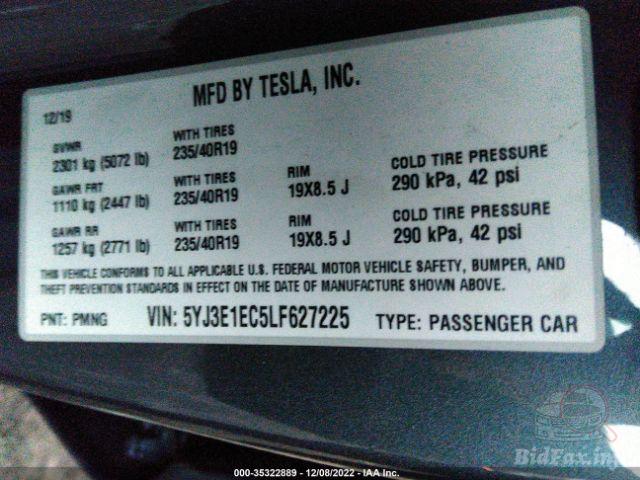 MFD BY TESLA, INC.
12/19
GVWR WITH TIRES
2301 kg (5072 lb) 235/40R19
GAWR FRT WITH TIRES RIM COLD TIRE PRESSURE
1110 kg (2447 lb) 235/40R19 19X8.5 J 290 kPa, 42 psi
GAWR RR WITH TIRES RIM COLD TIRE PRESSURE
1257 kg (2771 lb) 235/40R19 19X8.5 J 290 kPa, 42 psi
THIS VEHICLE CONFORMS TO ALL APPLICABLE U.S. FEDERAL MOTOR VEHICLE SAFETY, BUMPER, AND
THEFT PREVENTION STANDARDS IN EFFECT ON THE DATE OF MANUFACTURE SHOWN ABOVE.
PNT: PMNG VIN: 5YJ3E1EC5LF627225 TYPE: PASSENGER CAR
BidFax.info
000-35322889 - 12/08/2022 - IAA Inc.